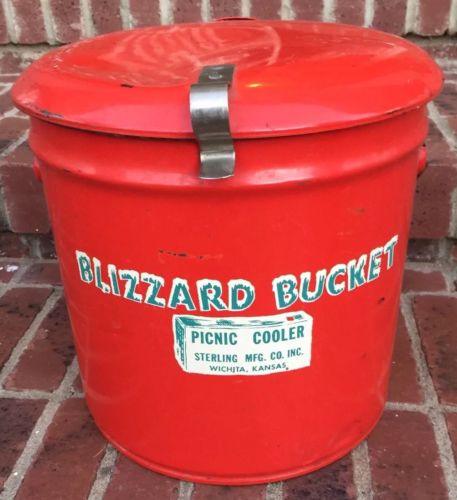 BLIZZARD BUCKET
PICNIC COOLER
STERLING MFG. CO. INC.
WICHITA, KANSAS